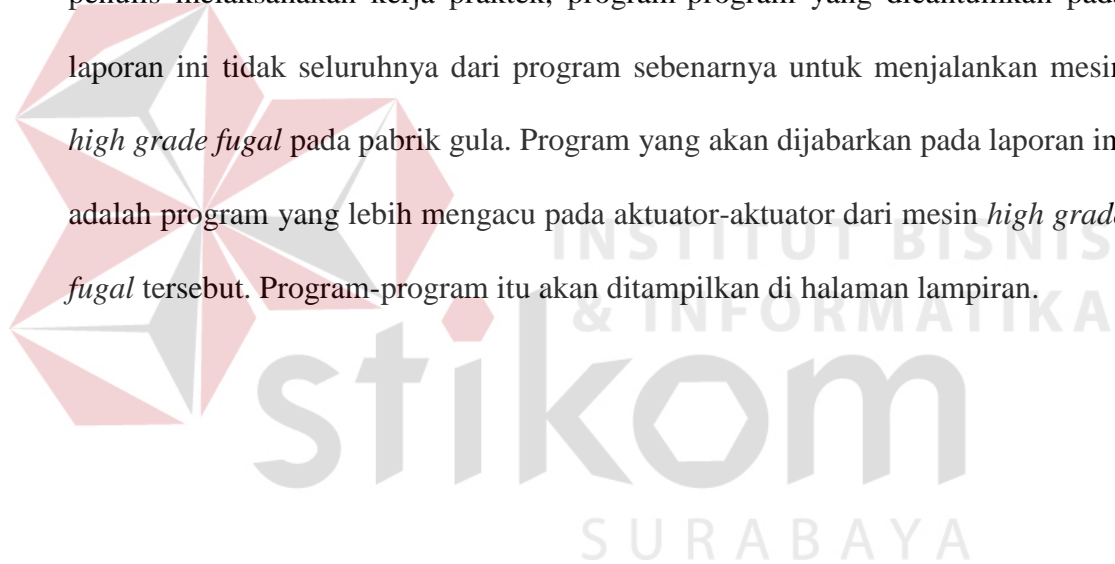 penulis melaksanakan kerja praktek, program-program yang dicantumkan pada
laporan ini tidak seluruhnya dari program sebenarnya untuk menjalankan mesin
high grade fugal pada pabrik gula. Program yang akan dijabarkan pada laporan in
adalah program yang lebih mengacu pada aktuator-aktuator dari mesin high grade
fugal tersebut. Program-program itu akan ditampilkan di halaman lampiran.
INSTITUT BISNIS
& INFORMATIKA
stikom
SURABAYA